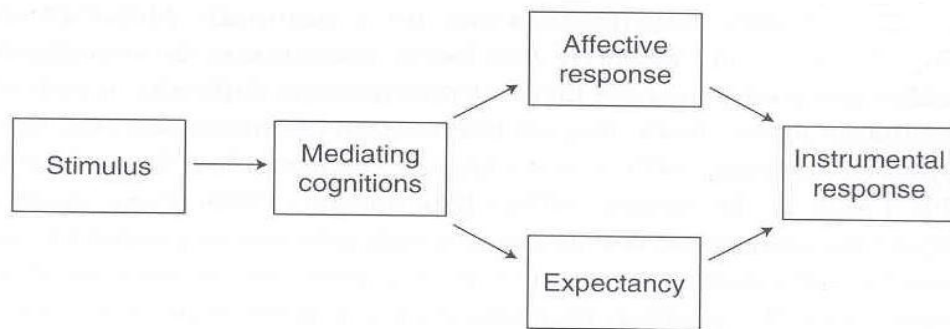 Stimulus
Mediating
cognitions
Affective
response
Expectancy
Instrumental
response